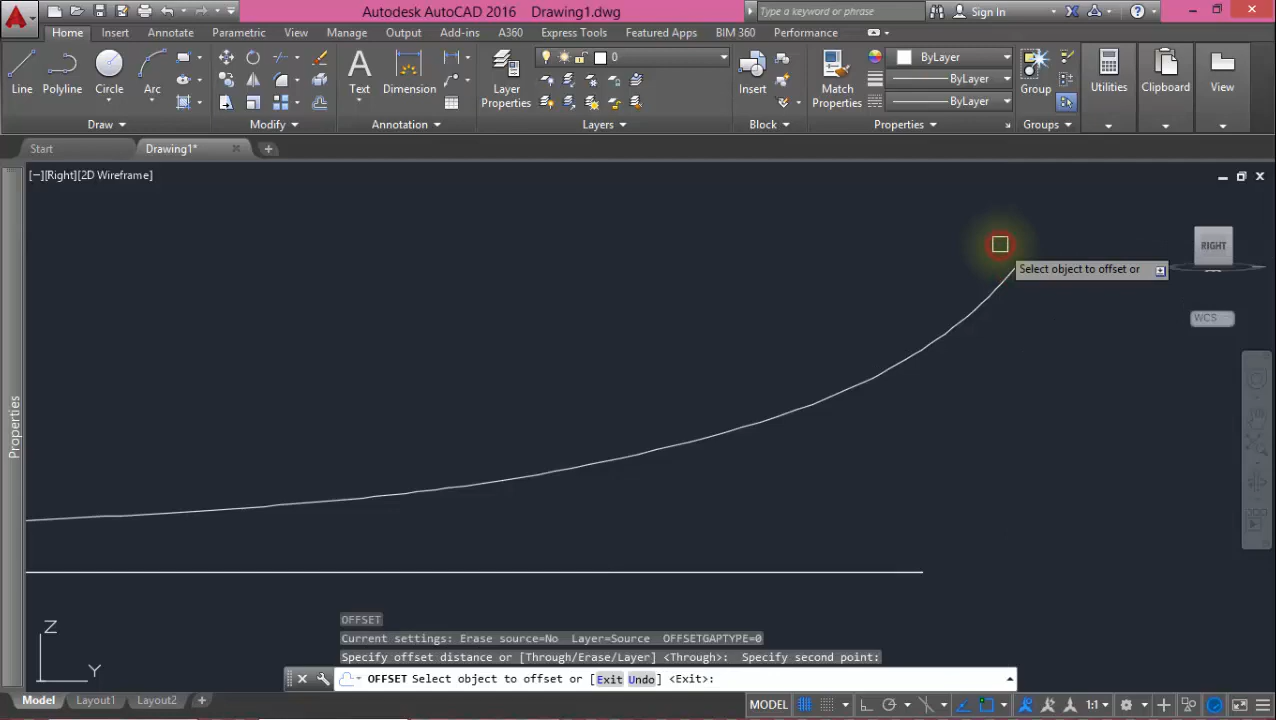 Autodesk AutoCAD 2016 Drawing1.dwg
Type a keyword or phrase
Sign In
Home Insert Annotate Parametric View Manage Output Add-ins A360 Express Tools Featured Apps BIM 360 Performance
Line Polyline Circle Arc
Text Dimension
Layer Properties
0
Insert
Match Properties
ByLayer
ByLayer
ByLayer
Group
Utilities
Clipboard
View
Draw Modify Annotation Layers Block Properties Groups
Start Drawing1*
[−][Right][2D Wireframe]
RIGHT
Select object to offset or
WCS
Properties
Z
Y
OFFSET
Current settings: Erase source=No Layer=Source OFFSETGAPTYPE=0
Specify offset distance or [Through/Erase/Layer] <Through>: Specify second point:
OFFSET Select object to offset or [Exit Undo] <Exit>:
Model Layout1 Layout2
MODEL
1:1